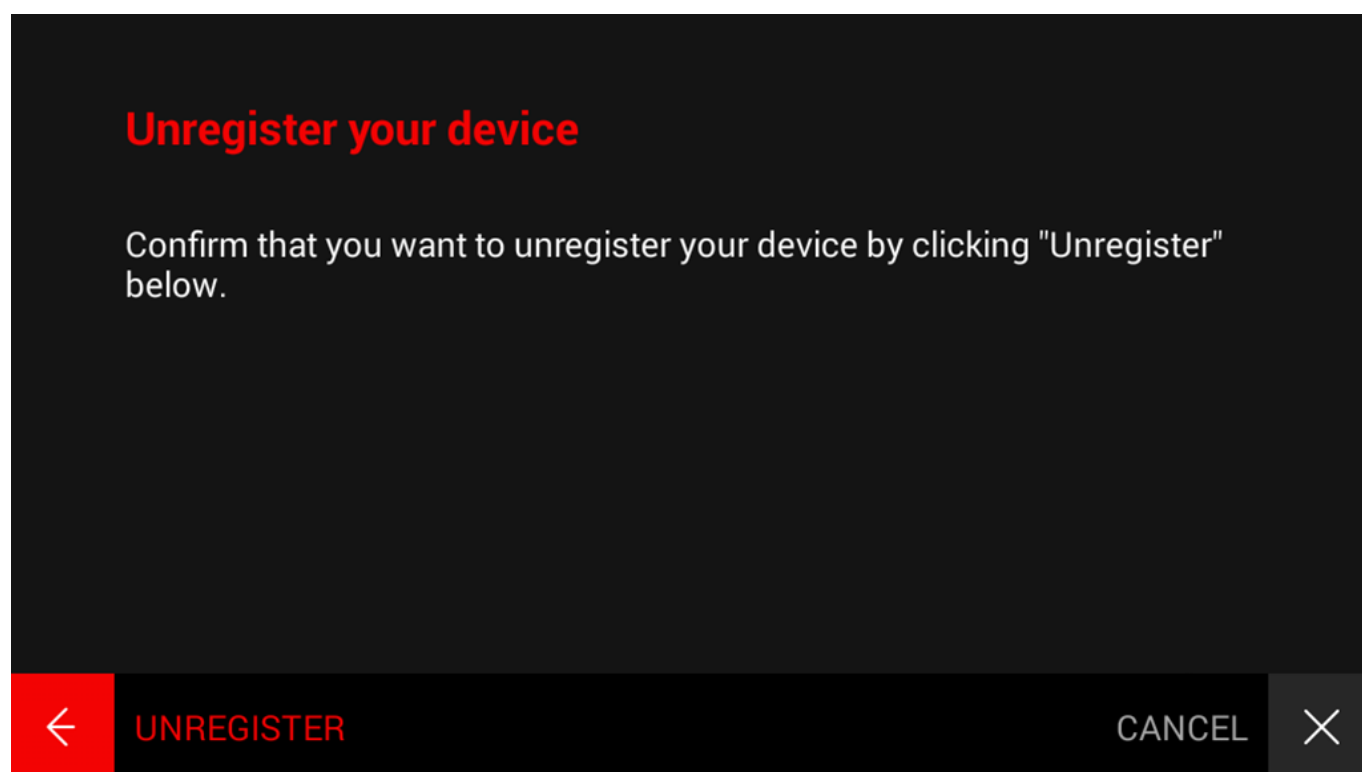 Unregister your device
Confirm that you want to unregister your device by clicking "Unregister"
below.
UNREGISTER
CANCEL